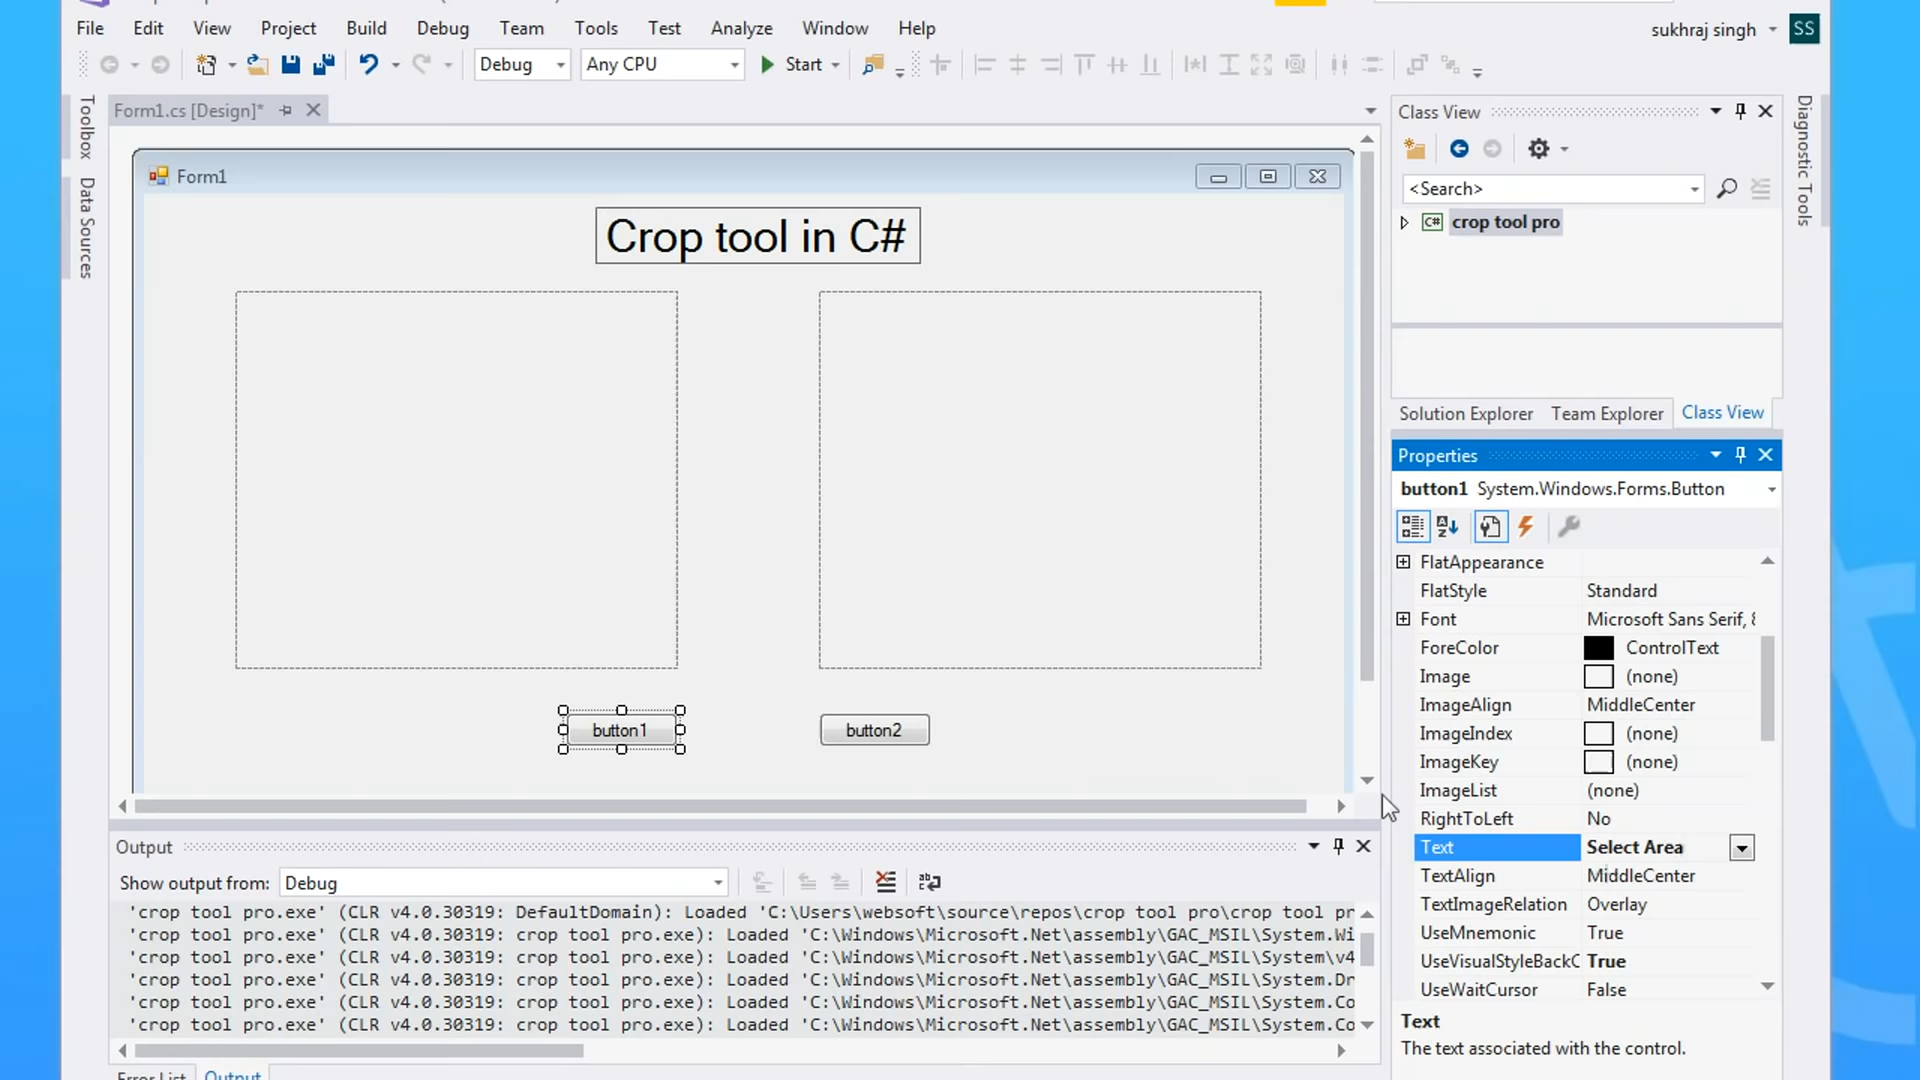 File Edit View Project Build Debug Team Tools Test Analyze Window Help
sukhraj singh SS
Debug Any CPU Start
Toolbox
Data Sources
Form1.cs [Design]*
Form1
Crop tool in C#
button1 button2
Class View
<Search>
C# crop tool pro
Solution Explorer Team Explorer Class View
Diagnostic Tools
Properties
button1 System.Windows.Forms.Button
FlatAppearance
FlatStyle Standard
Font Microsoft Sans Serif, 8
ForeColor ControlText
Image (none)
ImageAlign MiddleCenter
ImageIndex (none)
ImageKey (none)
ImageList (none)
RightToLeft No
Text Select Area
TextAlign MiddleCenter
TextImageRelation Overlay
UseMnemonic True
UseVisualStyleBackC True
UseWaitCursor False
Text
The text associated with the control.
Output
Show output from: Debug
'crop tool pro.exe' (CLR v4.0.30319: DefaultDomain): Loaded 'C:\Users\websoft\source\repos\crop tool pro\crop tool pr
'crop tool pro.exe' (CLR v4.0.30319: crop tool pro.exe): Loaded 'C:\Windows\Microsoft.Net\assembly\GAC_MSIL\System.Wi
'crop tool pro.exe' (CLR v4.0.30319: crop tool pro.exe): Loaded 'C:\Windows\Microsoft.Net\assembly\GAC_MSIL\System\v4
'crop tool pro.exe' (CLR v4.0.30319: crop tool pro.exe): Loaded 'C:\Windows\Microsoft.Net\assembly\GAC_MSIL\System.Dr
'crop tool pro.exe' (CLR v4.0.30319: crop tool pro.exe): Loaded 'C:\Windows\Microsoft.Net\assembly\GAC_MSIL\System.Co
'crop tool pro.exe' (CLR v4.0.30319: crop tool pro.exe): Loaded 'C:\Windows\Microsoft.Net\assembly\GAC_MSIL\System.Co
Error List Output